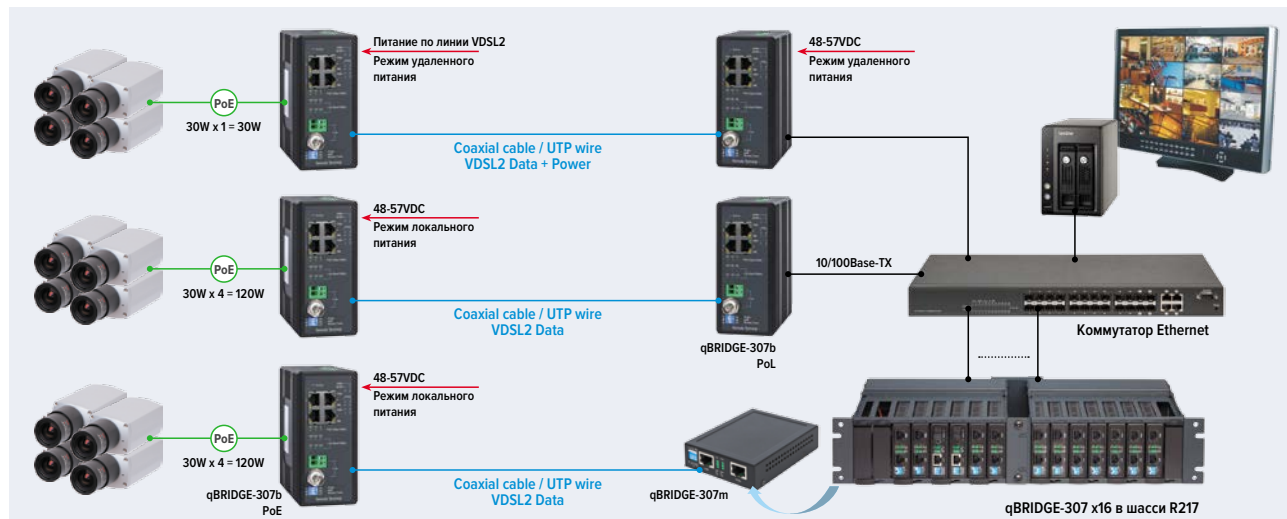 Питание по линии VDSL2
Режим удаленного
питания
48-57VDC
Режим удаленного
питания
PoE
30W x 1 = 30W
Coaxial cable / UTP wire
VDSL2 Data + Power
48-57VDC
Режим локального
питания
PoE
30W x 4 = 120W
10/100Base-TX
Coaxial cable / UTP wire
VDSL2 Data
qBRIDGE-307b
PoL
Коммутатор Ethernet
48-57VDC
Режим локального
питания
PoE
30W x 4 = 120W
qBRIDGE-307b
PoE
Coaxial cable / UTP wire
VDSL2 Data
qBRIDGE-307m
qBRIDGE-307 x16 в шасси R217